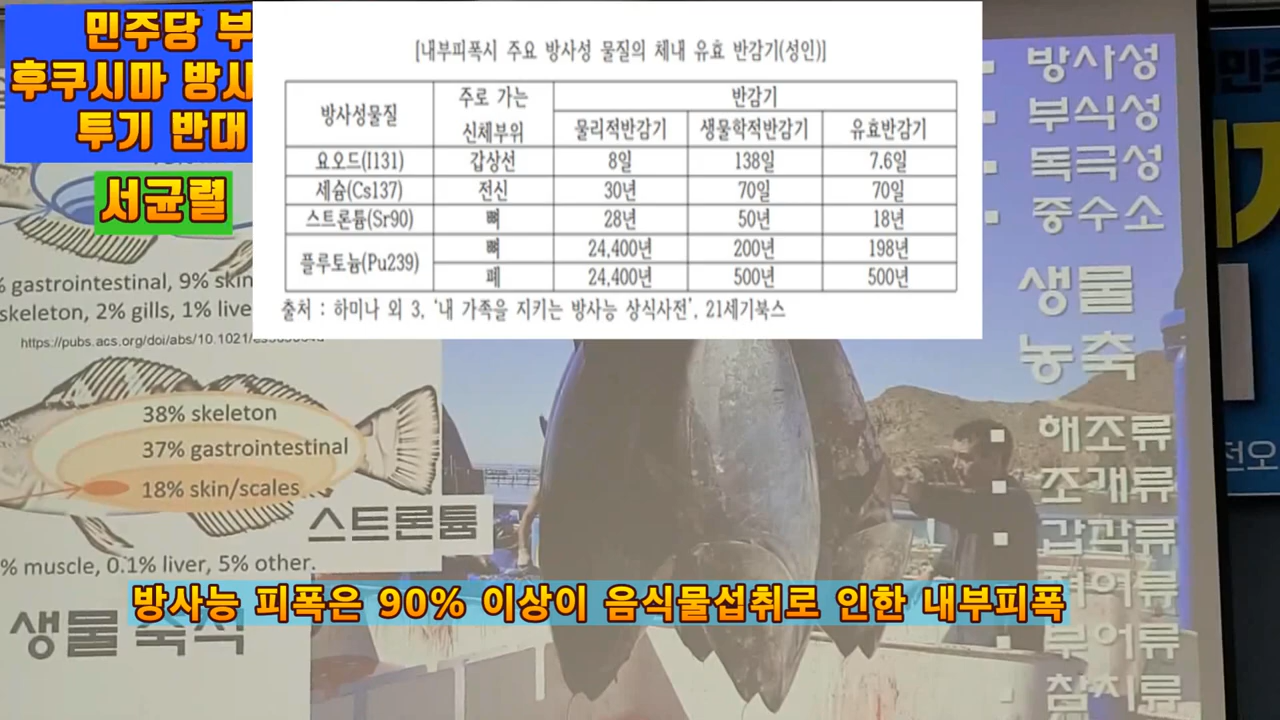 민주당 부
후쿠시마 방사
투기 반대
서균렬
[내부피폭시 주요 방사성 물질의 체내 유효 반감기(성인)]
방사성물질 주로 가는 신체부위 반감기
물리적반감기 생물학적반감기 유효반감기
요오드(I131) 갑상선 8일 138일 7.6일
세슘(Cs137) 전신 30년 70일 70일
스트론튬(Sr90) 뼈 28년 50년 18년
플루토늄(Pu239) 뼈 24,400년 200년 198년
폐 24,400년 500년 500년
출처 : 하미나 외 3, '내 가족을 지키는 방사능 상식사전', 21세기북스
% gastrointestinal, 9% skin
skeleton, 2% gills, 1% live
https://pubs.acs.org/doi/abs/10.1021/
38% skeleton
37% gastrointestinal
18% skin/scales
스트론튬
% muscle, 0.1% liver, 5% other.
생물 축적
방사성
부식성
독극성
중수소
생물
농축
해조류
조개류
갑각류
부어류
참치류
전오
방사능 피폭은 90% 이상이 음식물섭취로 인한 내부피폭